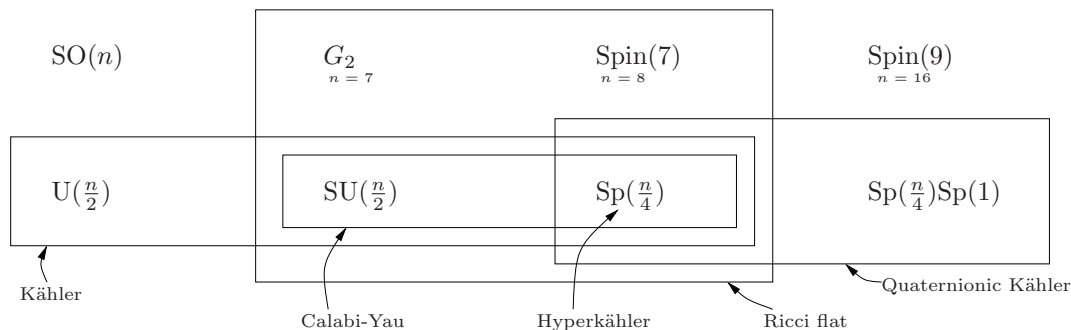 SO(n) G₂ Spin(7) Spin(9)
n = 7 n = 8 n = 16
U(n/2) SU(n/2) Sp(n/4) Sp(n/4)Sp(1)
Kähler Calabi-Yau Hyperkähler Ricci flat Quaternionic Kähler